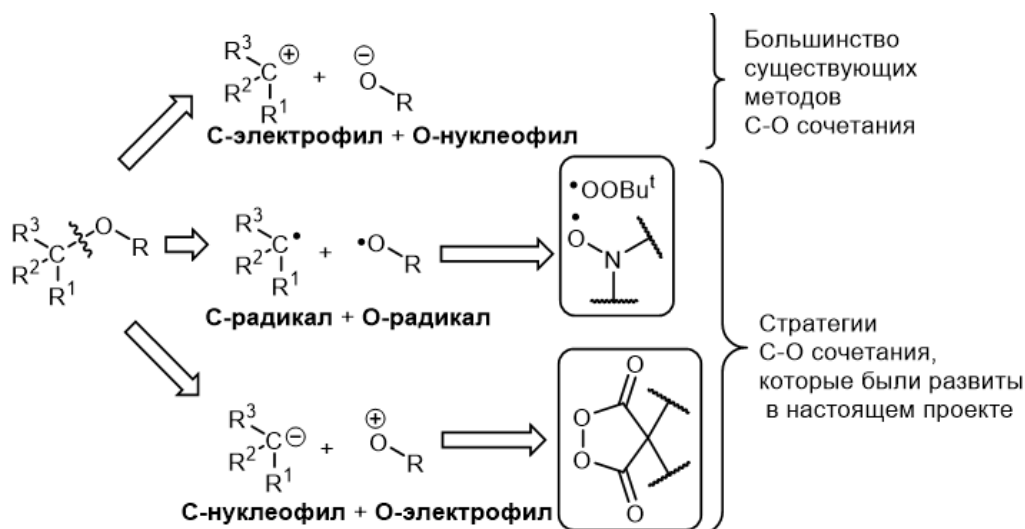 R³
C
⊕
R²
R¹
+
⊖
O
R
С-электрофил + О-нуклеофил
Большинство
существующих
методов
С-О сочетания
R³
C
O
R
R²
R¹
R³
C•
R²
R¹
+
•O
R
С-радикал + О-радикал
•OOBuᵗ
•
O
N
R³
C⊖
R²
R¹
+
⊕
O
R
С-нуклеофил + О-электрофил
O
O
O
O
Стратегии
С-О сочетания,
которые были развиты
в настоящем проекте